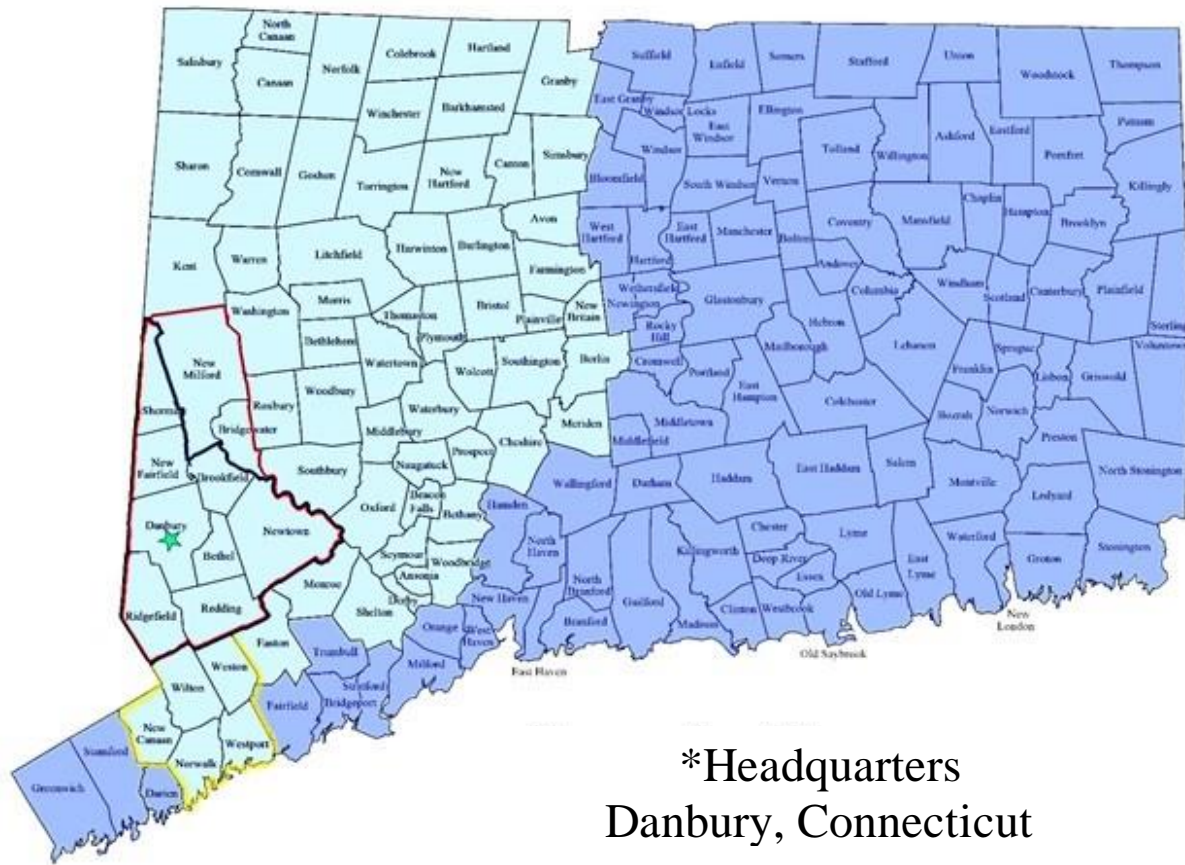 North
Canaan
Salisbury
Canaan
Norfolk
Colebrook
Hartland
Granby
Suffield
Enfield
Somers
Stafford
Union
Woodstock
Thompson
Winchester
Barkhamsted
East Granby
Windsor Locks
East
Windsor
Ellington
Ashford
Eastford
Putnam
Sharon
Cornwall
Goshen
Torrington
New
Hartford
Canton
Simsbury
Windsor
Bloomfield
South Windsor
Vernon
Tolland
Willington
Pomfret
Killingly
Kent
Warren
Litchfield
Harwinton
Burlington
Avon
Farmington
West
Hartford
Hartford
East
Hartford
Manchester
Bolton
Coventry
Andover
Mansfield
Chaplin
Hampton
Brooklyn
Washington
Morris
Bethlehem
Thomaston
Plymouth
Bristol
Plainville
New
Britain
Wethersfield
Newington
Rocky
Hill
Glastonbury
Hebron
Columbia
Windham
Scotland
Canterbury
Plainfield
Sterling
New
Milford
Sherman
Bridgewater
Roxbury
Woodbury
Watertown
Wolcott
Southington
Berlin
Cromwell
Portland
East
Hampton
Marlborough
Lebanon
Franklin
Sprague
Lisbon
Griswold
Voluntown
New
Fairfield
Brookfield
Southbury
Middlebury
Waterbury
Naugatuck
Prospect
Cheshire
Meriden
Middlefield
Middletown
Colchester
Bozrah
Norwich
Preston
North Stonington
Danbury
Bethel
Newtown
Oxford
Beacon
Falls
Bethany
Hamden
Wallingford
Durham
Haddam
East Haddam
Salem
Montville
Ledyard
Ridgefield
Redding
Monroe
Seymour
Ansonia
Derby
Shelton
Woodbridge
New Haven
North
Haven
North
Branford
Branford
Guilford
Killingworth
Madison
Clinton
Chester
Deep River
Essex
Westbrook
Lyme
Old Lyme
East
Lyme
Waterford
Groton
Stonington
Easton
Trumbull
Orange
West
Haven
Milford
East Haven
Old Saybrook
New
London
Weston
Wilton
Fairfield
Stratford
Bridgeport
New
Canaan
Norwalk
Westport
Stamford
Greenwich
Darien
*Headquarters
Danbury, Connecticut